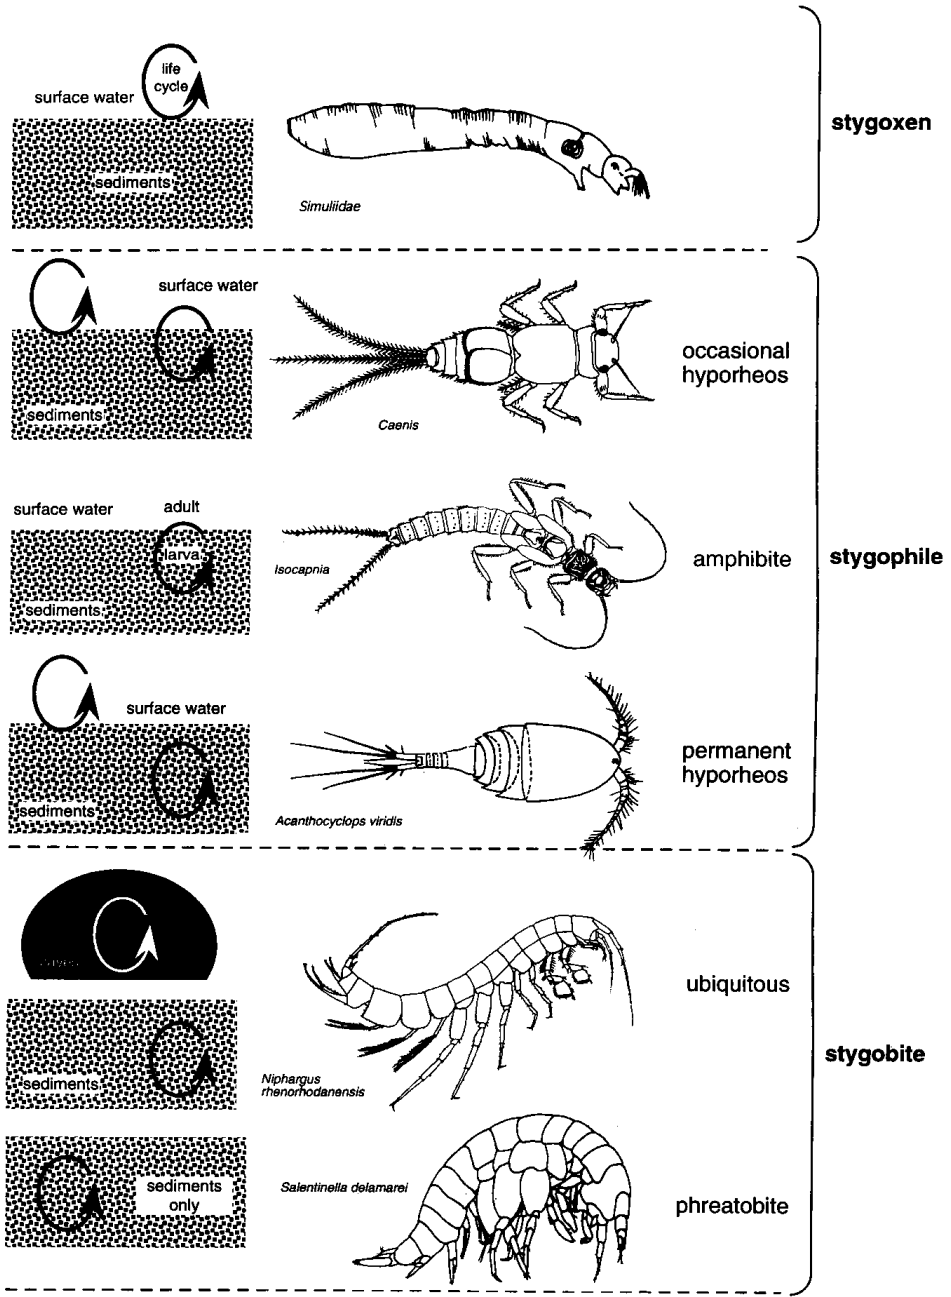 life
cycle
surface water
sediments
Simuliidae
stygoxen
surface water
sediments
Caenis
occasional
hyporheos
surface water
adult
larva
sediments
Isocapnia
amphibite
stygophile
surface water
sediments
Acanthocyclops viridis
permanent
hyporheos
ubiquitous
sediments
Niphargus
rhenorhodanensis
stygobite
sediments
only
Salentinella delamarei
phreatobite